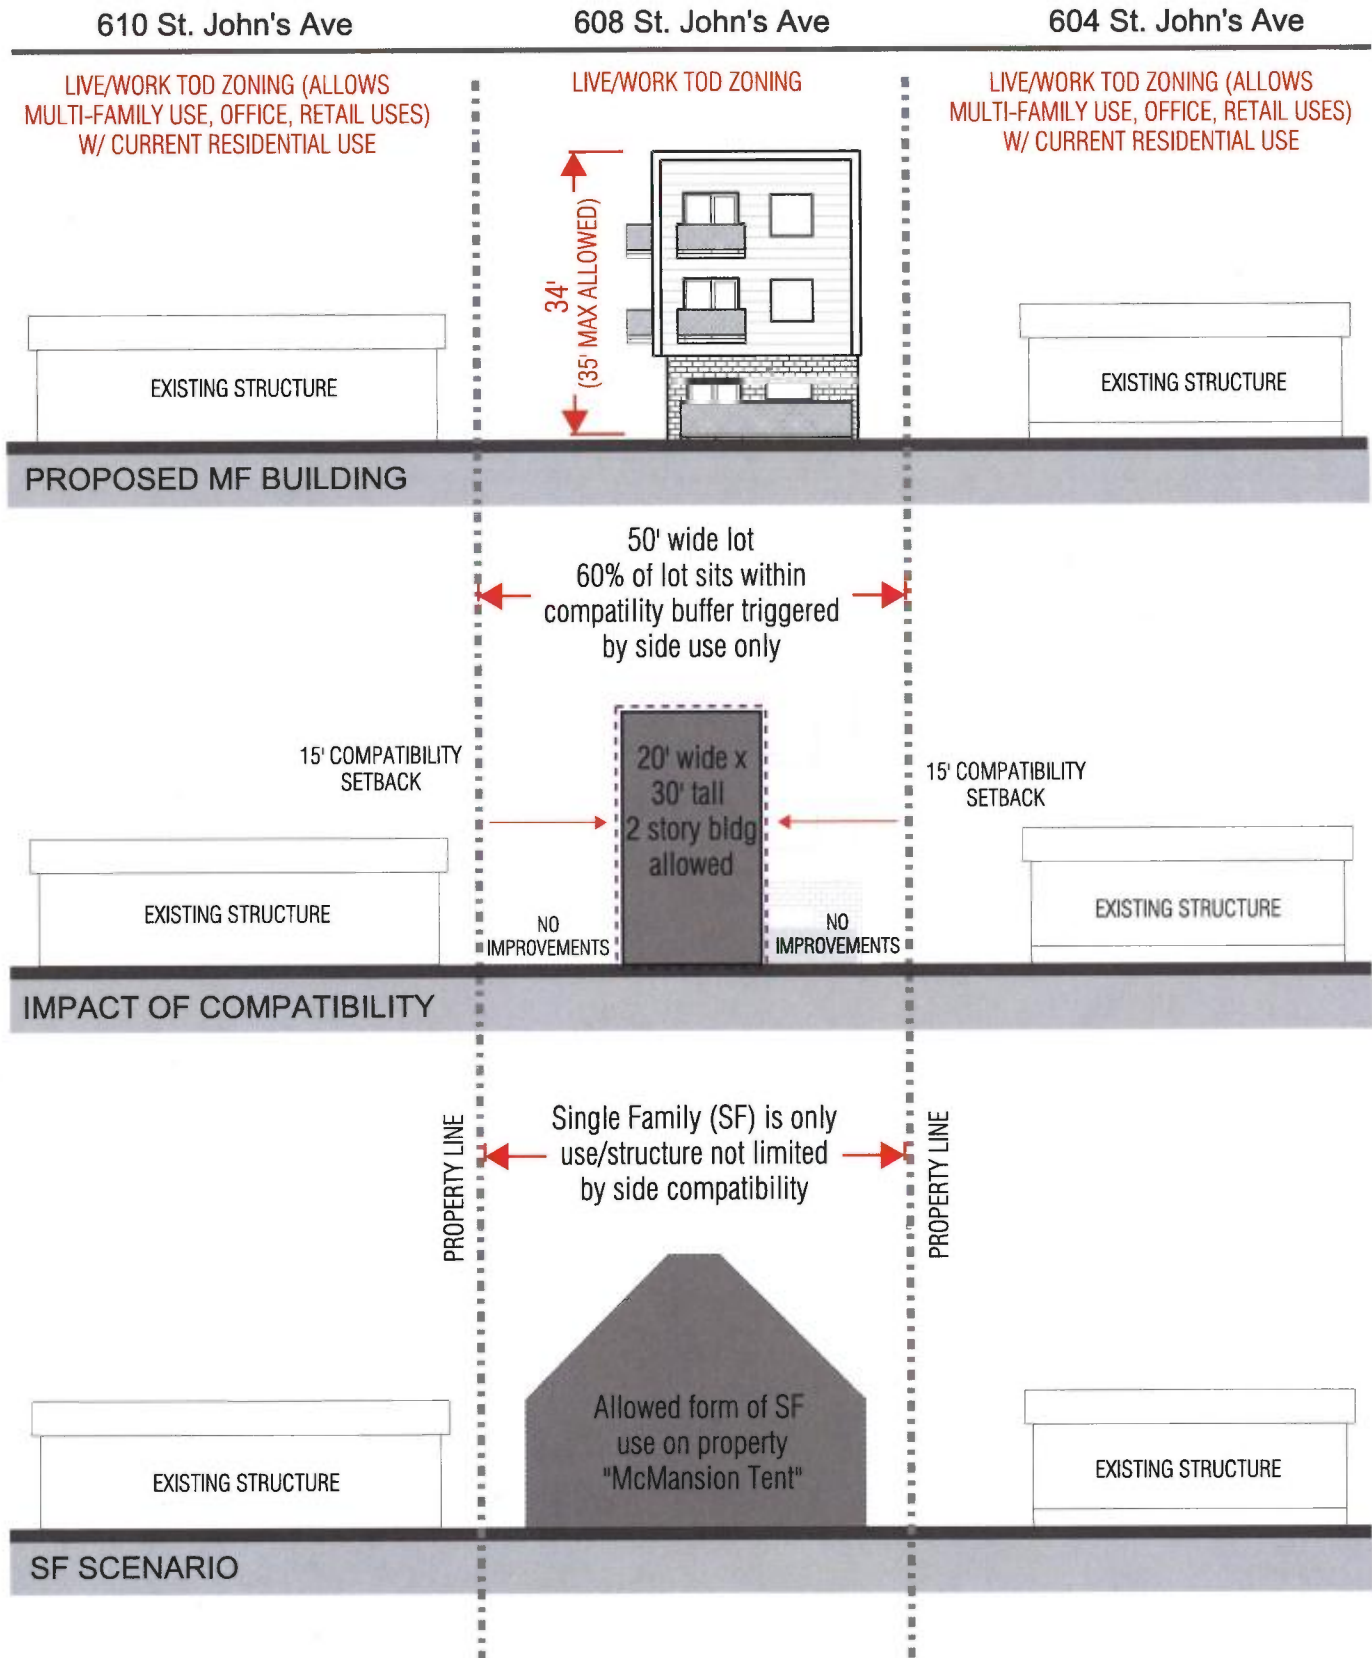 610 St. John's Ave
608 St. John's Ave
604 St. John's Ave
LIVE/WORK TOD ZONING (ALLOWS
MULTI-FAMILY USE, OFFICE, RETAIL USES)
W/ CURRENT RESIDENTIAL USE
LIVE/WORK TOD ZONING
LIVE/WORK TOD ZONING (ALLOWS
MULTI-FAMILY USE, OFFICE, RETAIL USES)
W/ CURRENT RESIDENTIAL USE
34'
(35' MAX ALLOWED)
EXISTING STRUCTURE
EXISTING STRUCTURE
PROPOSED MF BUILDING
50' wide lot
60% of lot sits within
compatility buffer triggered
by side use only
15' COMPATIBILITY
SETBACK
20' wide x
30' tall
2 story bldg
allowed
15' COMPATIBILITY
SETBACK
EXISTING STRUCTURE
NO
IMPROVEMENTS
NO
IMPROVEMENTS
EXISTING STRUCTURE
IMPACT OF COMPATIBILITY
PROPERTY LINE
Single Family (SF) is only
use/structure not limited
by side compatibility
PROPERTY LINE
Allowed form of SF
use on property
"McMansion Tent"
EXISTING STRUCTURE
EXISTING STRUCTURE
SF SCENARIO